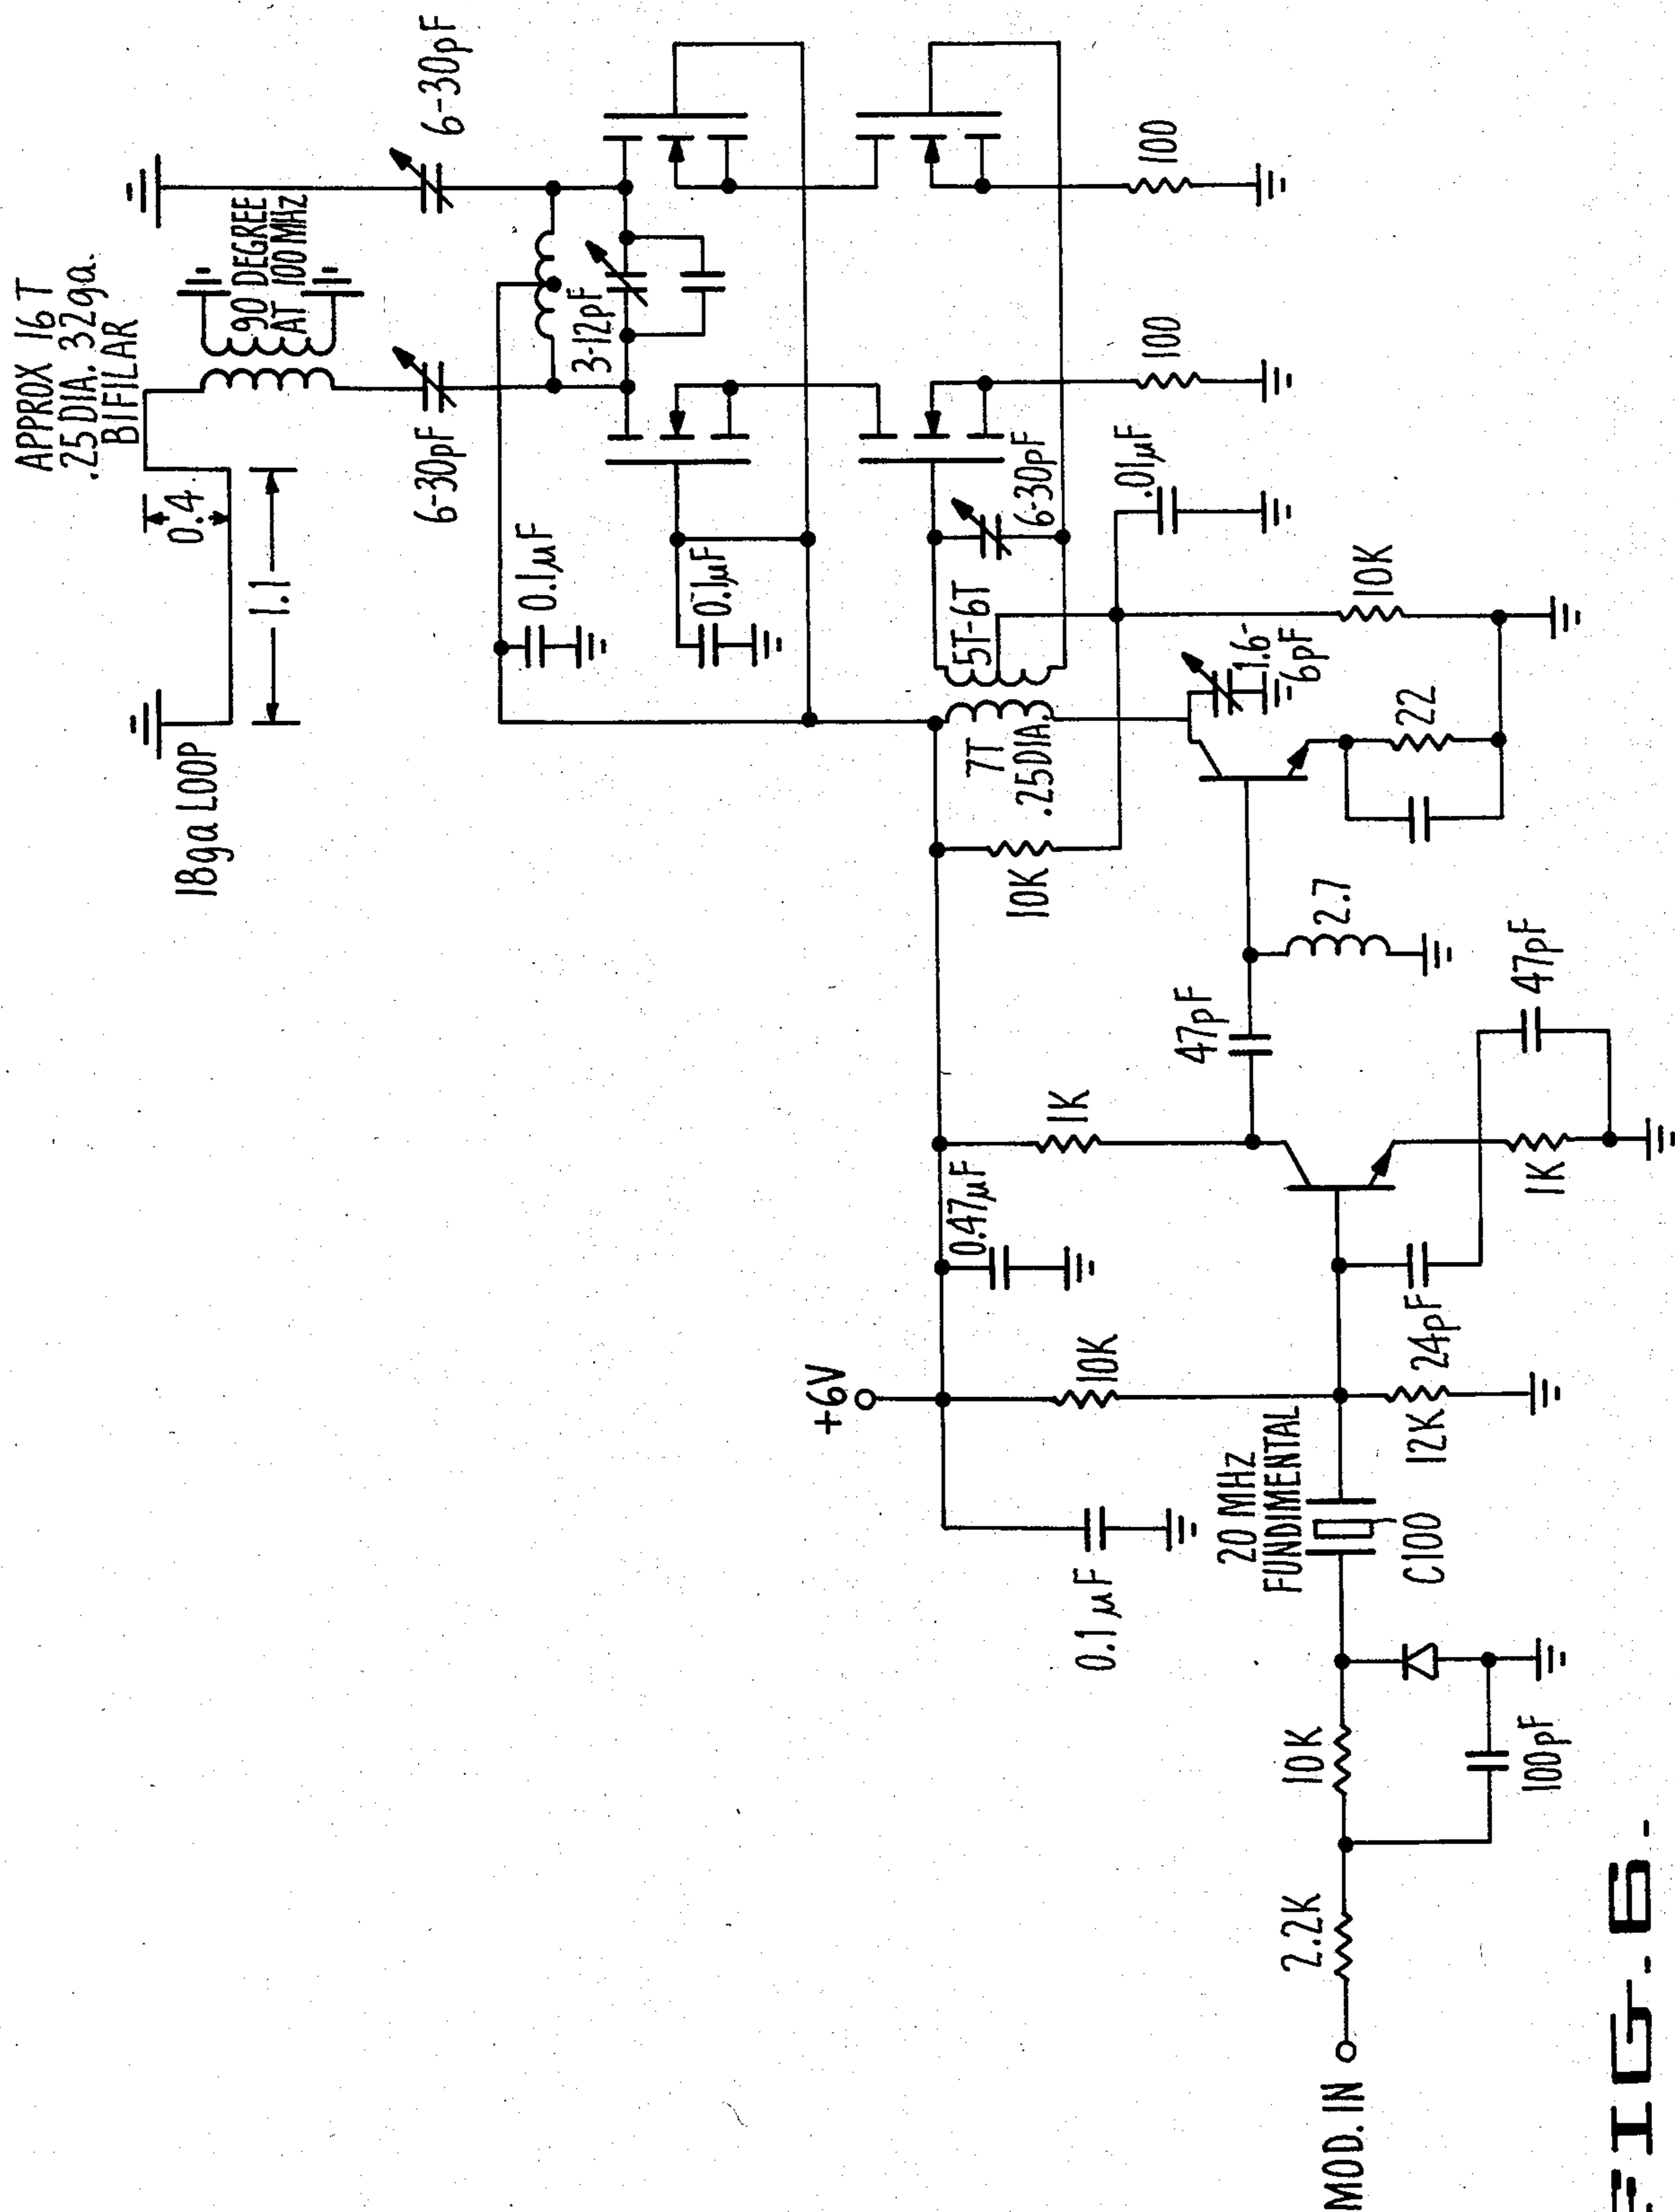 APPROX 16 T
.25 DIA. 32ga.
BIFILAR
90 DEGREE
AT 100 MHz
6-30pF
0.4
1.1
18ga LOOP
6-30pF
3-12pF
0.1μF
0.1μF
5T-6T
6-30pF
100
100
.01μF
7T
.25DIA.
10K
1.6-
6pF
10K
22
2.7
47pF
47pF
1K
0.47μF
1K
+6V
10K
24pF
12K
20 MHz
FUNDIMENTAL
C100
0.1 μF
10K
100pF
2.2K
MOD. IN
FIG_6_